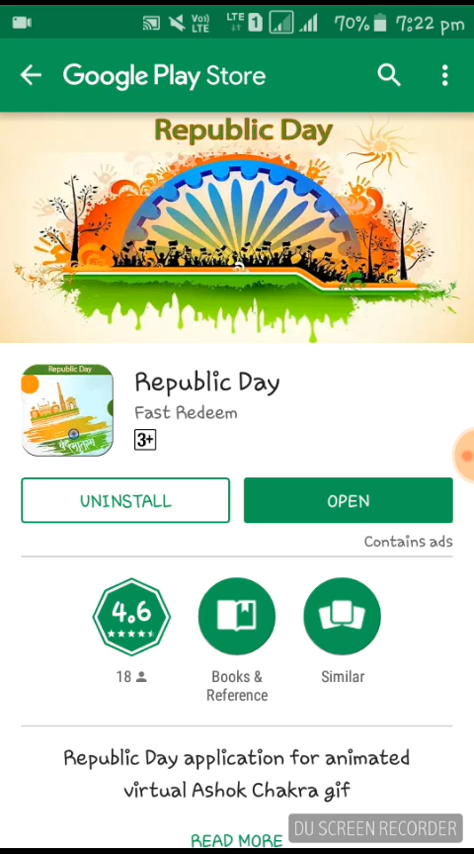 Vo))
LTE
LTE
1
70%
7:22 pm
Google Play Store
Republic Day
Republic Day
वन्दे मातरम्
Republic Day
Fast Redeem
3+
UNINSTALL
OPEN
Contains ads
4.6
18
Books &
Reference
Similar
Republic Day application for animated
virtual Ashok Chakra gif
READ MORE
DU SCREEN RECORDER